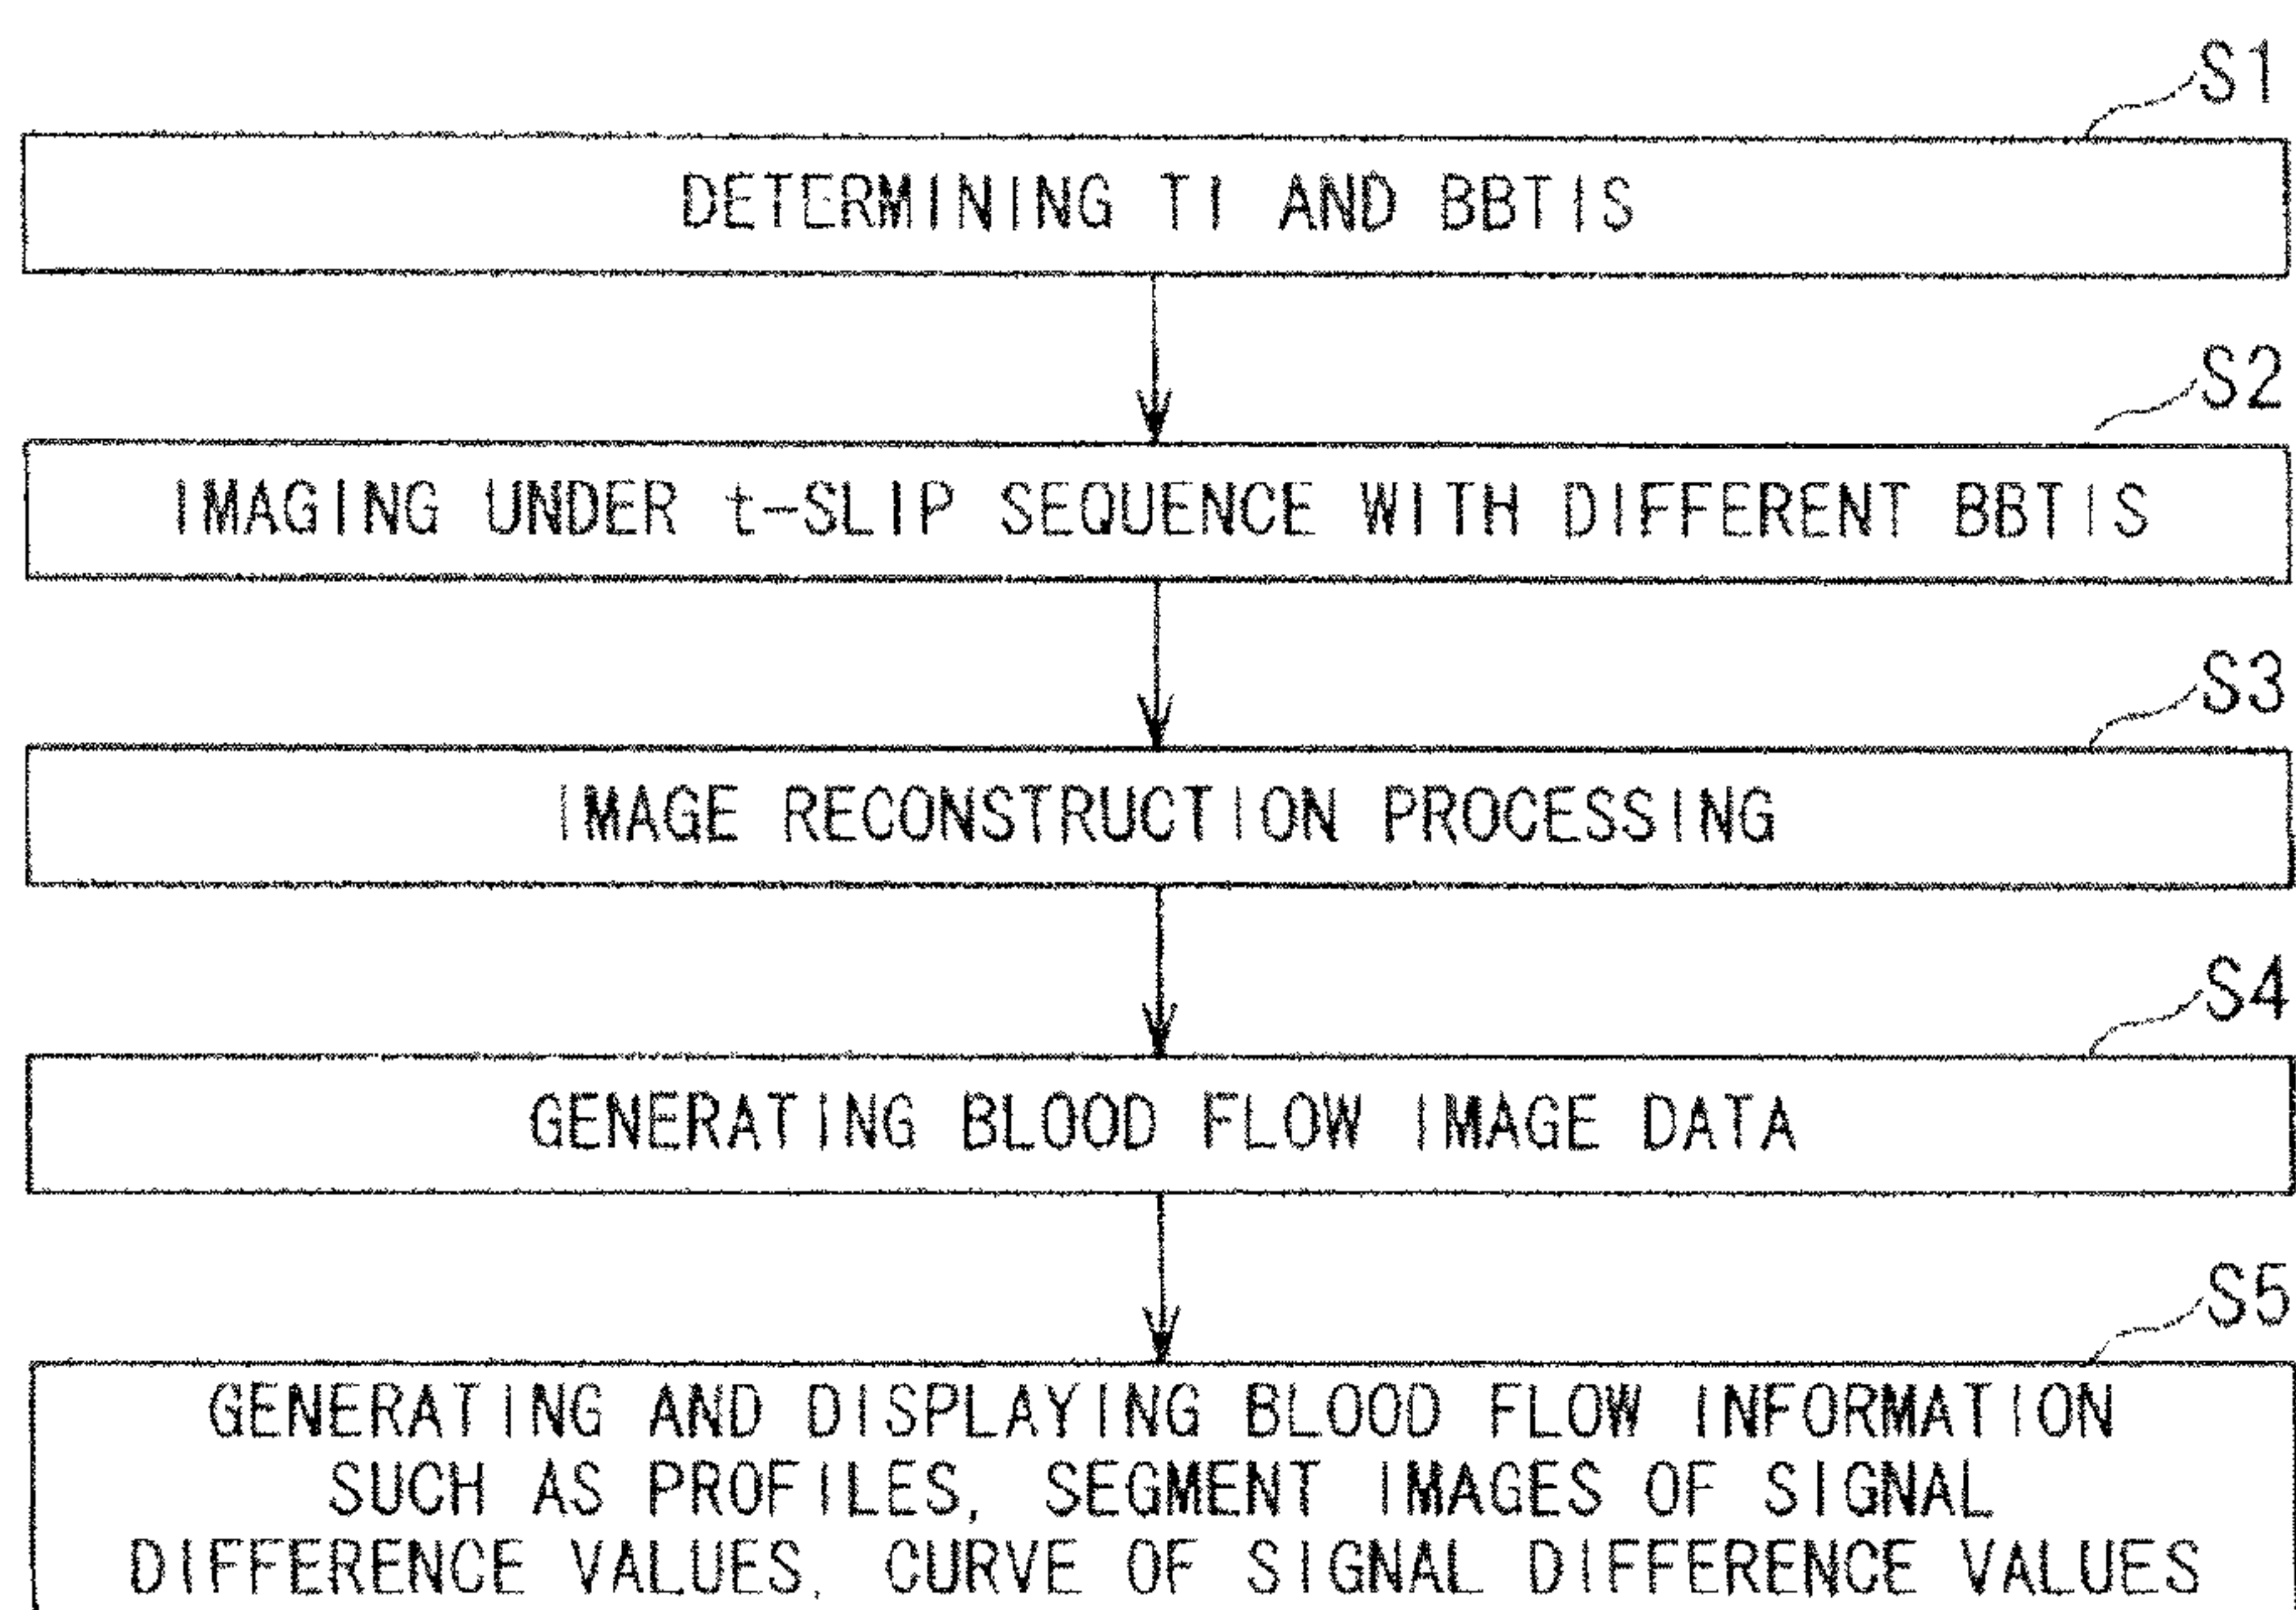 S1
DETERMINING TI AND BBTIS
S2
IMAGING UNDER t-SLIP SEQUENCE WITH DIFFERENT BBTIS
S3
IMAGE RECONSTRUCTION PROCESSING
S4
GENERATING BLOOD FLOW IMAGE DATA
S5
GENERATING AND DISPLAYING BLOOD FLOW INFORMATION
SUCH AS PROFILES, SEGMENT IMAGES OF SIGNAL
DIFFERENCE VALUES, CURVE OF SIGNAL DIFFERENCE VALUES